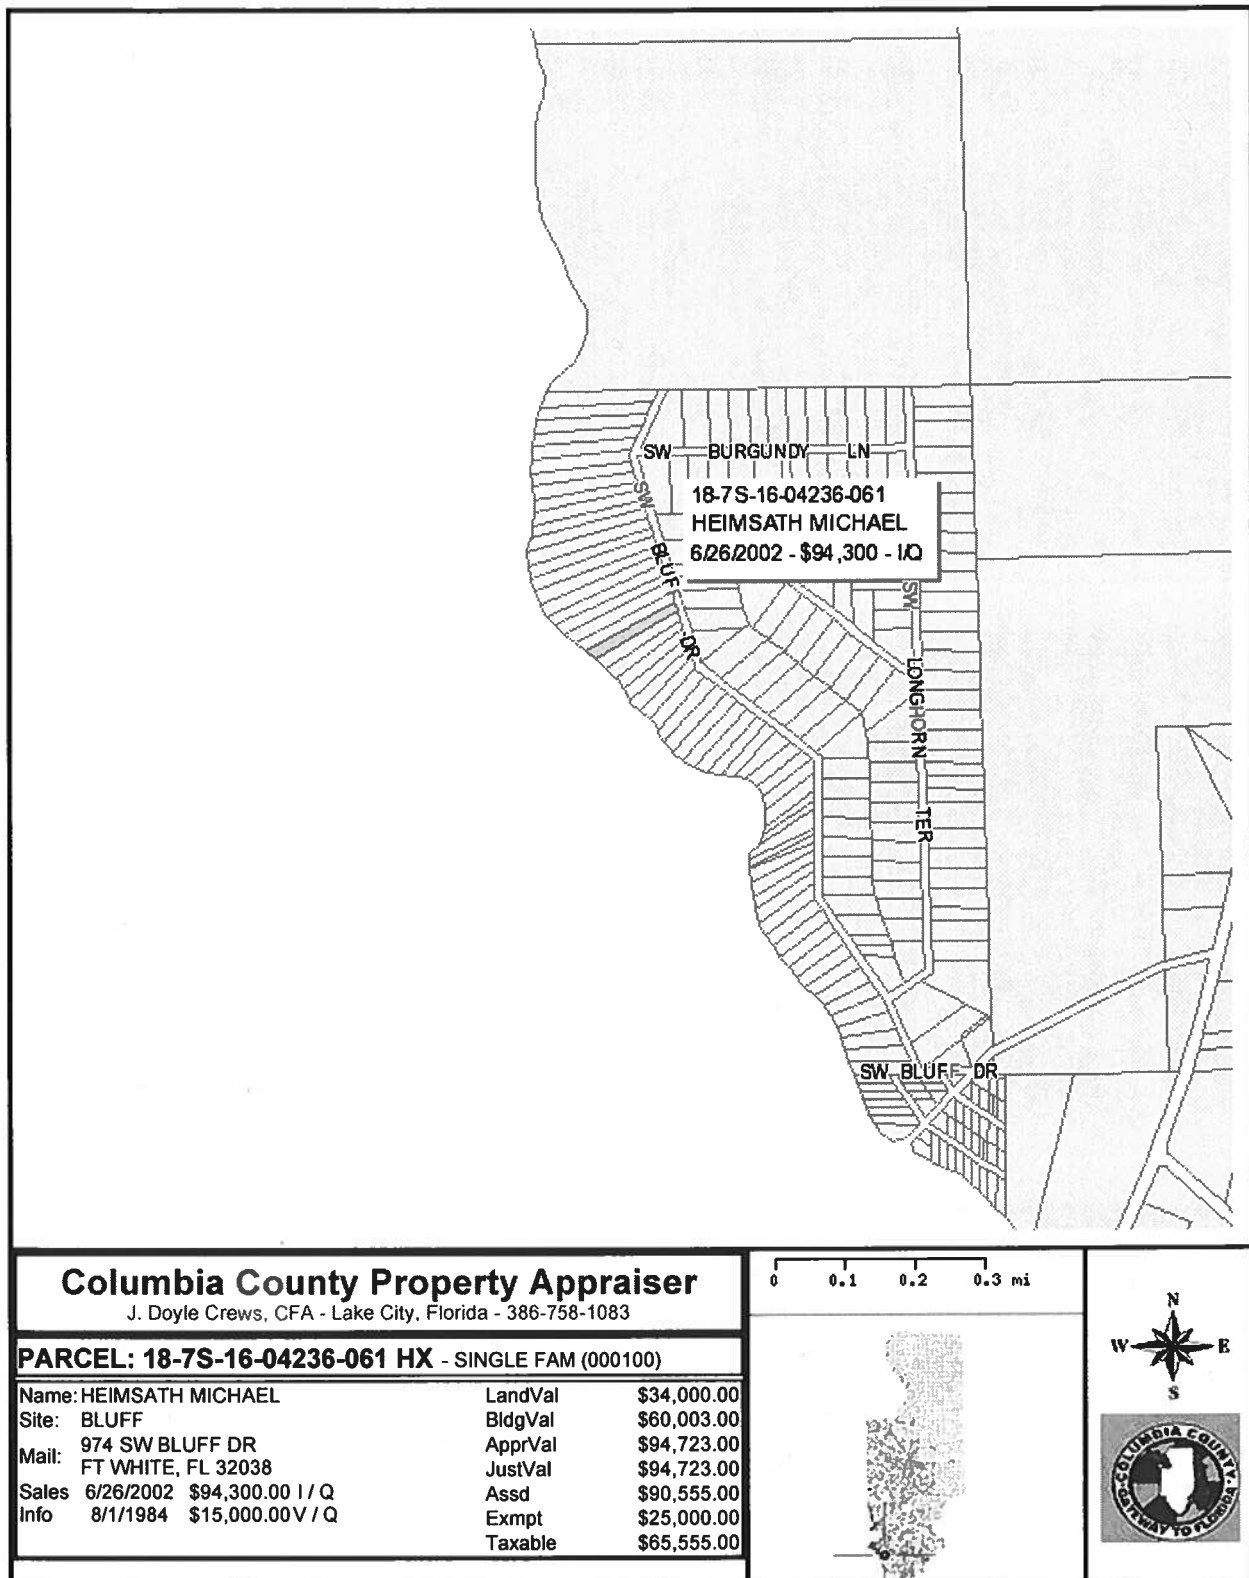 SW BURGUNDY LN
18-7S-16-04236-061
HEIMSATH MICHAEL
6/26/2002 - $94,300 - I/Q
SW BLUFF DR
SW LONGHORN TER
SW BLUFF DR
Columbia County Property Appraiser
J. Doyle Crews, CFA - Lake City, Florida - 386-758-1083
PARCEL: 18-7S-16-04236-061 HX - SINGLE FAM (000100)
Name: HEIMSATH MICHAEL LandVal $34,000.00
Site: BLUFF BldgVal $60,003.00
Mail: 974 SW BLUFF DR ApprVal $94,723.00
FT WHITE, FL 32038 JustVal $94,723.00
Sales 6/26/2002 $94,300.00 I / Q Assd $90,555.00
Info 8/1/1984 $15,000.00 V / Q Exmpt $25,000.00
Taxable $65,555.00
0 0.1 0.2 0.3 mi
N
W E
S
COLUMBIA COUNTY
GATEWAY TO FLORIDA